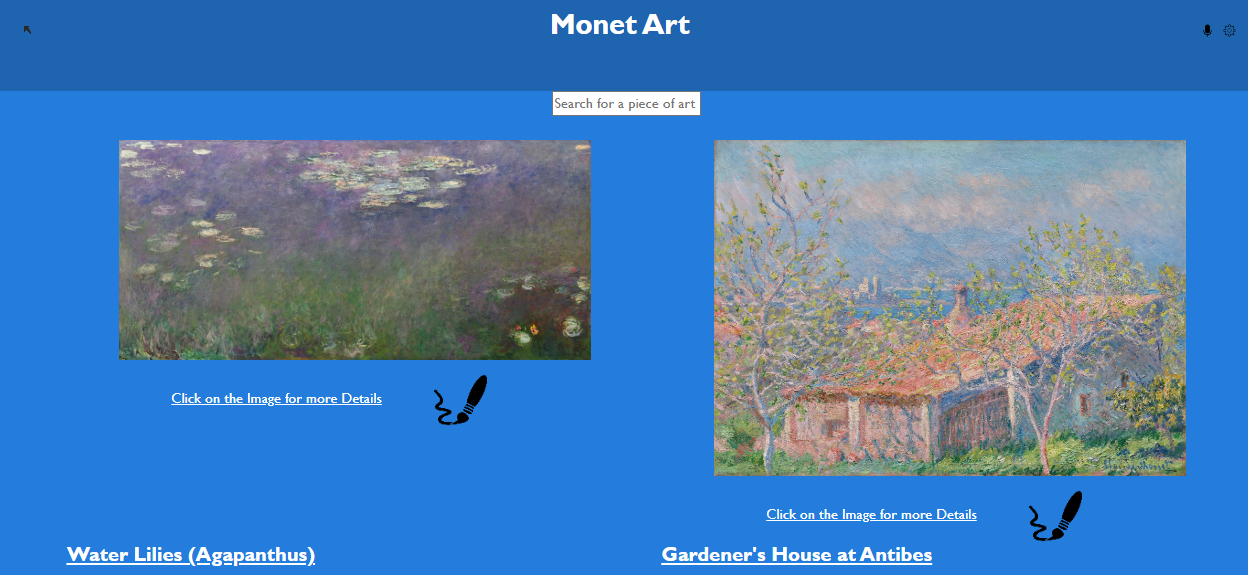 Monet Art
Search for a piece of art
Click on the Image for more Details
Click on the Image for more Details
Water Lilies (Agapanthus)
Gardener's House at Antibes